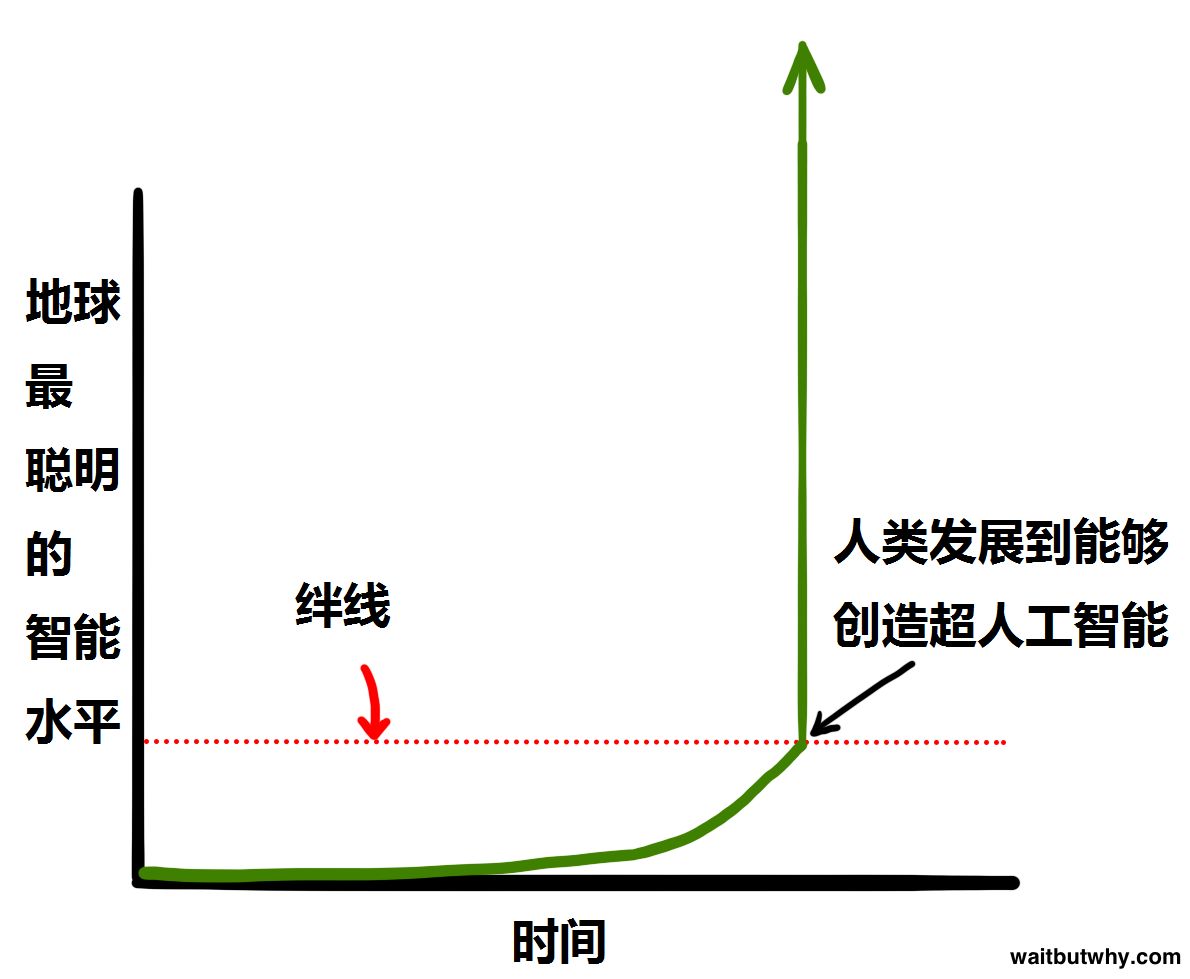 地球
最
聪明
的
智能
水平
绊线
人类发展到能够
创造超人工智能
时间
waitbutwhy.com